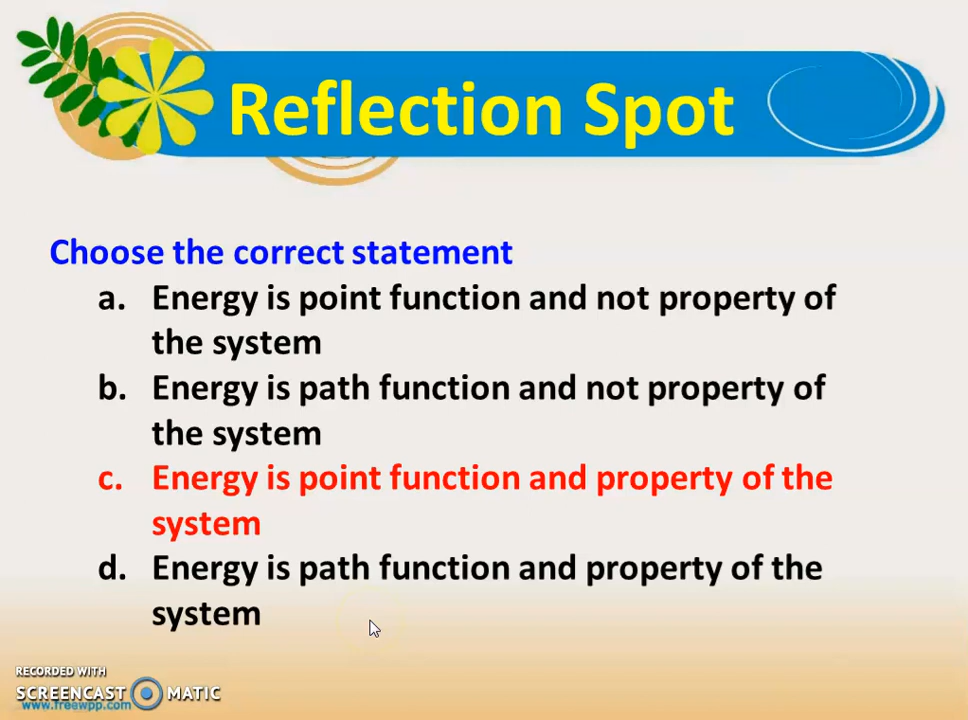 Reflection Spot
Choose the correct statement
a. Energy is point function and not property of
the system
b. Energy is path function and not property of
the system
c. Energy is point function and property of the
system
d. Energy is path function and property of the
system
RECORDED WITH
SCREENCAST MATIC
www.freewpp.com